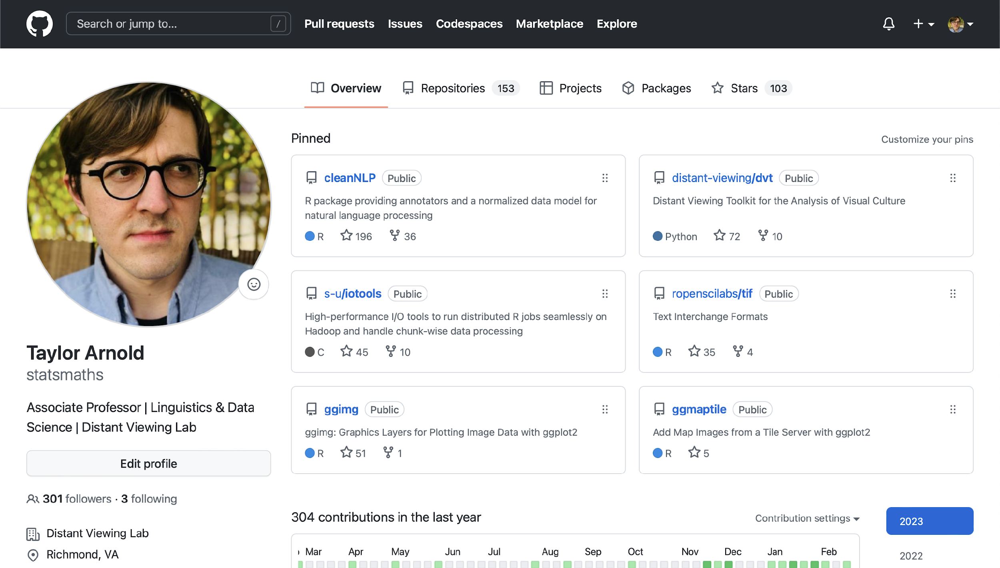 Search or jump to...
/
Pull requests
Issues
Codespaces
Marketplace
Explore
Overview
Repositories 153
Projects
Packages
Stars 103
Taylor Arnold
statsmaths
Associate Professor | Linguistics & Data
Science | Distant Viewing Lab
Edit profile
301 followers · 3 following
Distant Viewing Lab
Richmond, VA
Pinned
Customize your pins
cleanNLP Public
R package providing annotators and a normalized data model for
natural language processing
R 196 36
distant-viewing/dvt Public
Distant Viewing Toolkit for the Analysis of Visual Culture
Python 72 10
s-u/iotools Public
High-performance I/O tools to run distributed R jobs seamlessly on
Hadoop and handle chunk-wise data processing
C 45 10
ropenscilabs/tif Public
Text Interchange Formats
R 35 4
ggimg Public
ggimg: Graphics Layers for Plotting Image Data with ggplot2
R 51 1
ggmaptile Public
Add Map Images from a Tile Server with ggplot2
R 5
304 contributions in the last year
Contribution settings
Mar Apr May Jun Jul Aug Sep Oct Nov Dec Jan Feb
2023
2022